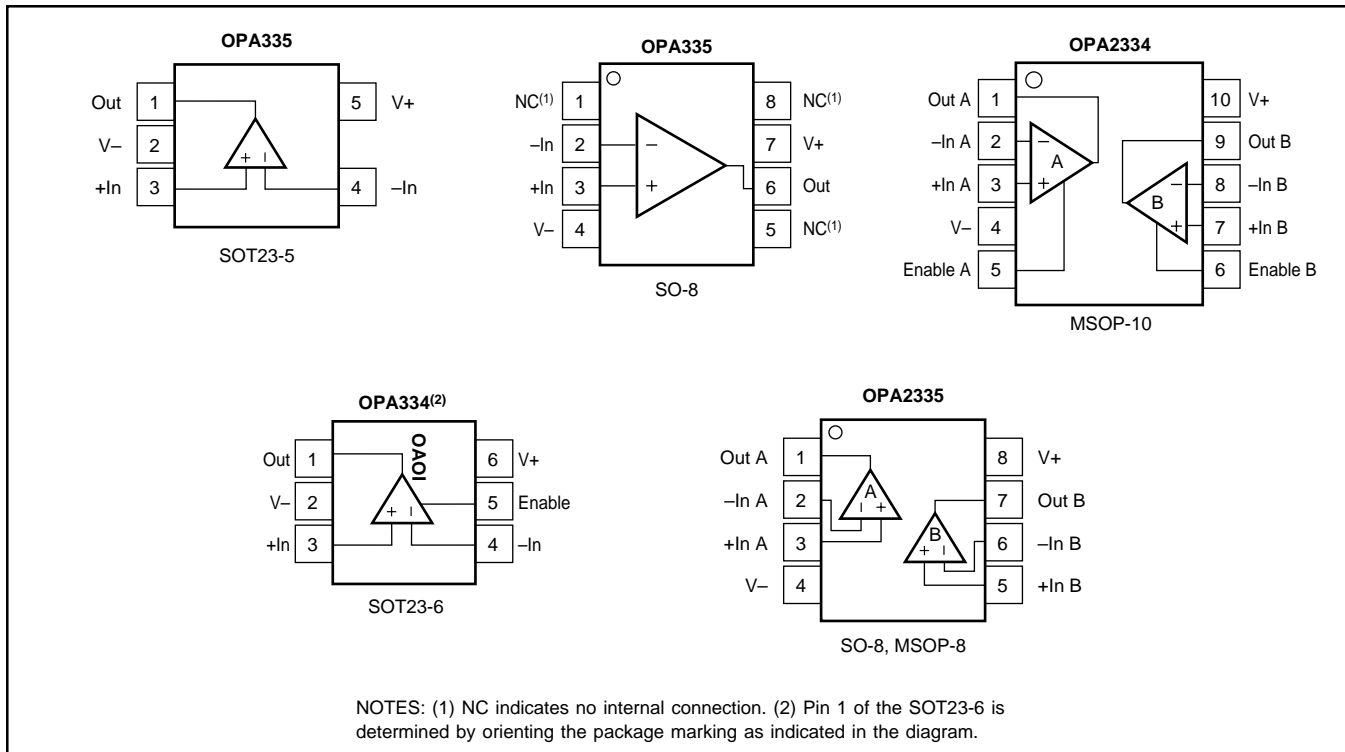 OPA335
Out 1
5 V+
V– 2
+In 3
4 –In
+ –
SOT23-5
OPA335
NC(1) 1
8 NC(1)
–In 2
7 V+
+In 3
6 Out
V– 4
5 NC(1)
–
+
SO-8
OPA2334
Out A 1
10 V+
–In A 2
9 Out B
+In A 3
8 –In B
V– 4
7 +In B
Enable A 5
6 Enable B
–
A
+
–
B
+
MSOP-10
OPA334(2)
Out 1
6 V+
V– 2
5 Enable
+In 3
4 –In
OAOI
+ –
SOT23-6
OPA2335
Out A 1
8 V+
–In A 2
7 Out B
+In A 3
6 –In B
V– 4
5 +In B
A
– +
B
+ –
SO-8, MSOP-8
NOTES: (1) NC indicates no internal connection. (2) Pin 1 of the SOT23-6 is
determined by orienting the package marking as indicated in the diagram.